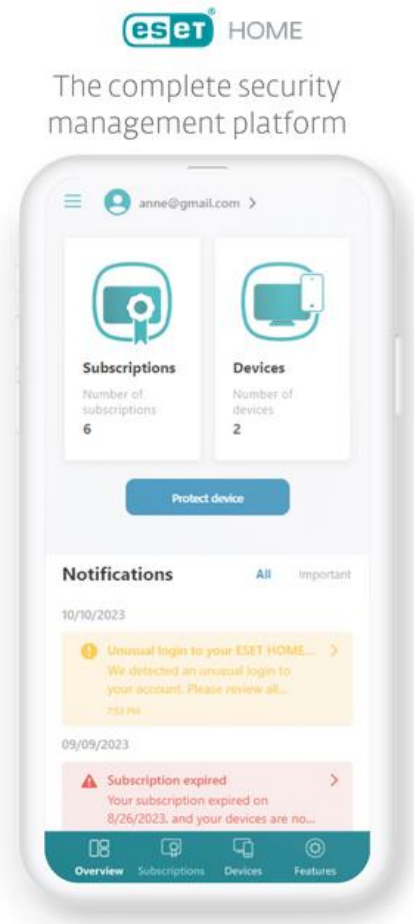 eset HOME
The complete security
management platform
anne@gmail.com >
Subscriptions
Number of
subscriptions
6
Devices
Number of
devices
2
Protect device
Notifications All Important
10/10/2023
Unusual login to your ESET HOME... >
We detected an unusual login to
your account. Please review all...
7:53 PM
09/09/2023
Subscription expired >
Your subscription expired on
8/26/2023, and your devices are no...
Overview Subscriptions Devices Features